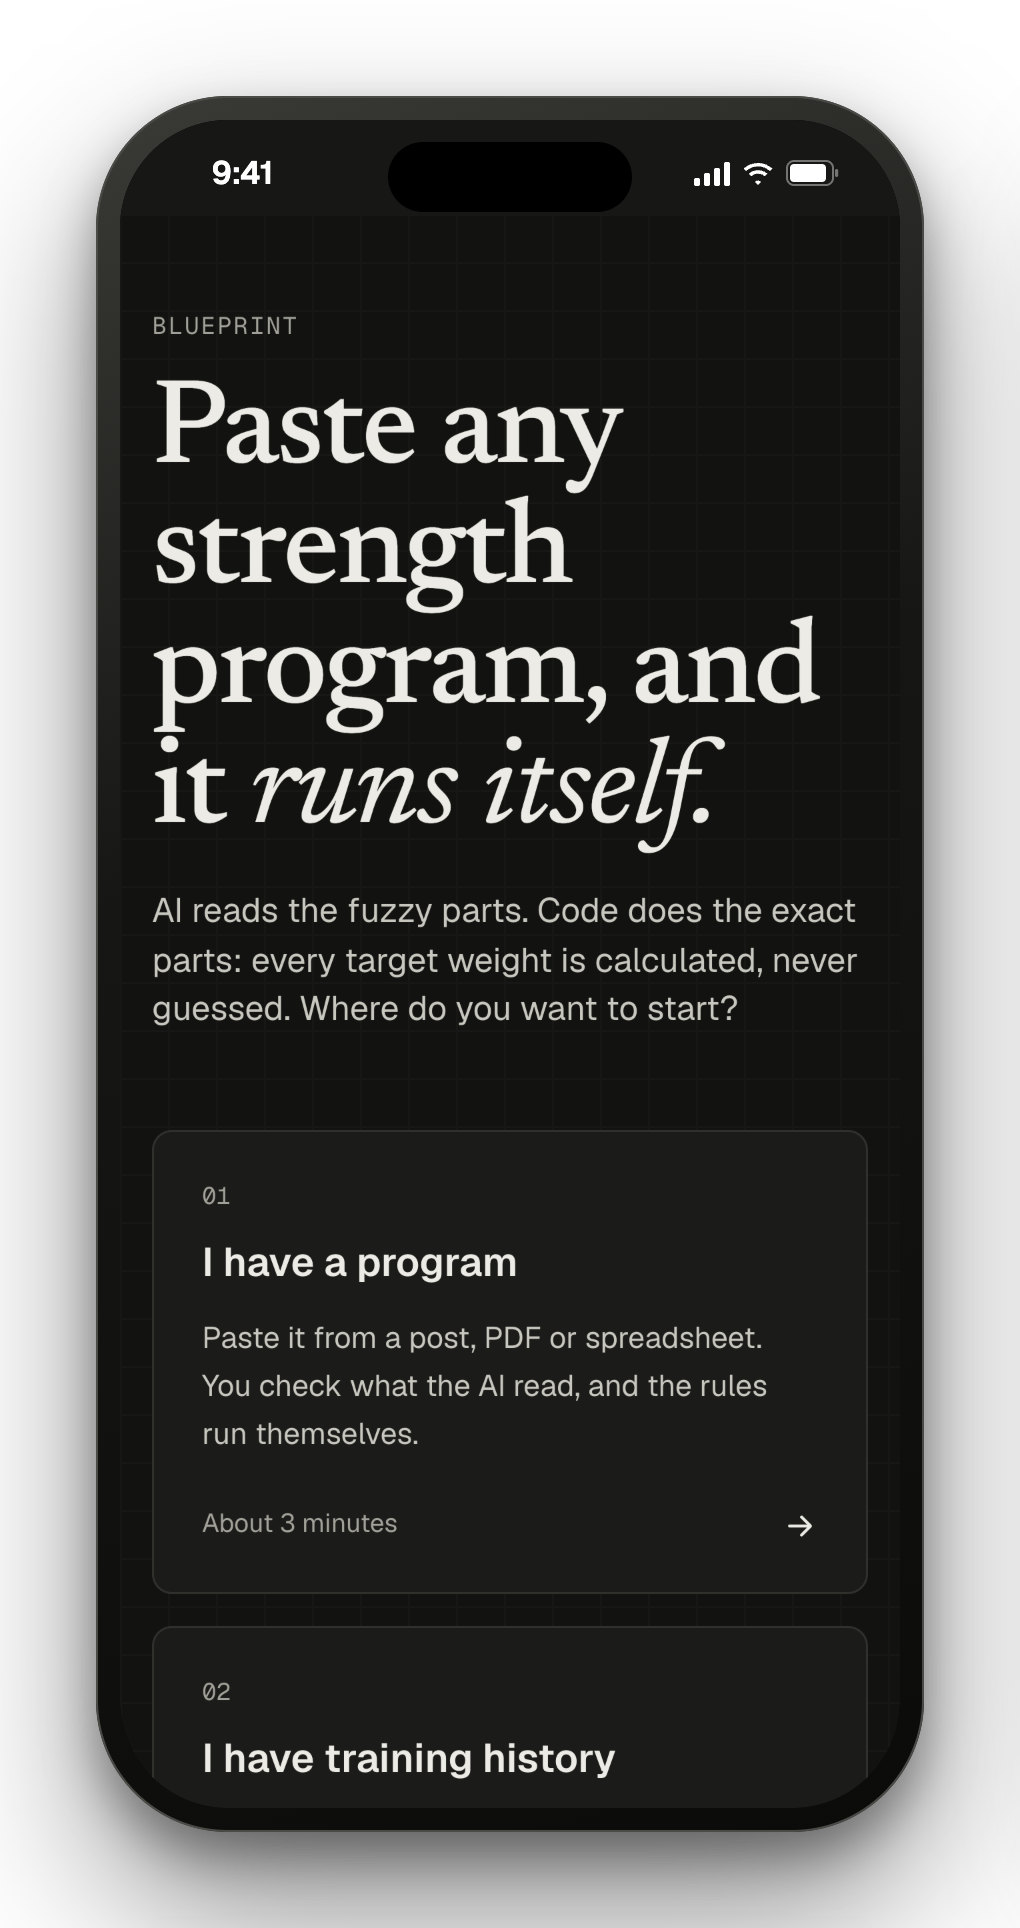 9:41
BLUEPRINT
Paste any
strength
program, and
it runs itself.
AI reads the fuzzy parts. Code does the exact
parts: every target weight is calculated, never
guessed. Where do you want to start?
01
I have a program
Paste it from a post, PDF or spreadsheet.
You check what the AI read, and the rules
run themselves.
About 3 minutes
02
I have training history